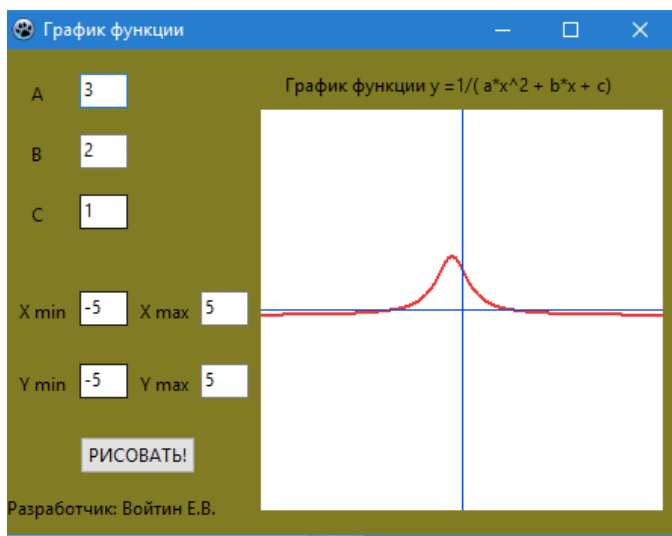 График функции
A 3
График функции y =1/( a*x^2 + b*x + c)
B 2
C 1
X min -5 X max 5
Y min -5 Y max 5
РИСОВАТЬ!
Разработчик: Войтин Е.В.